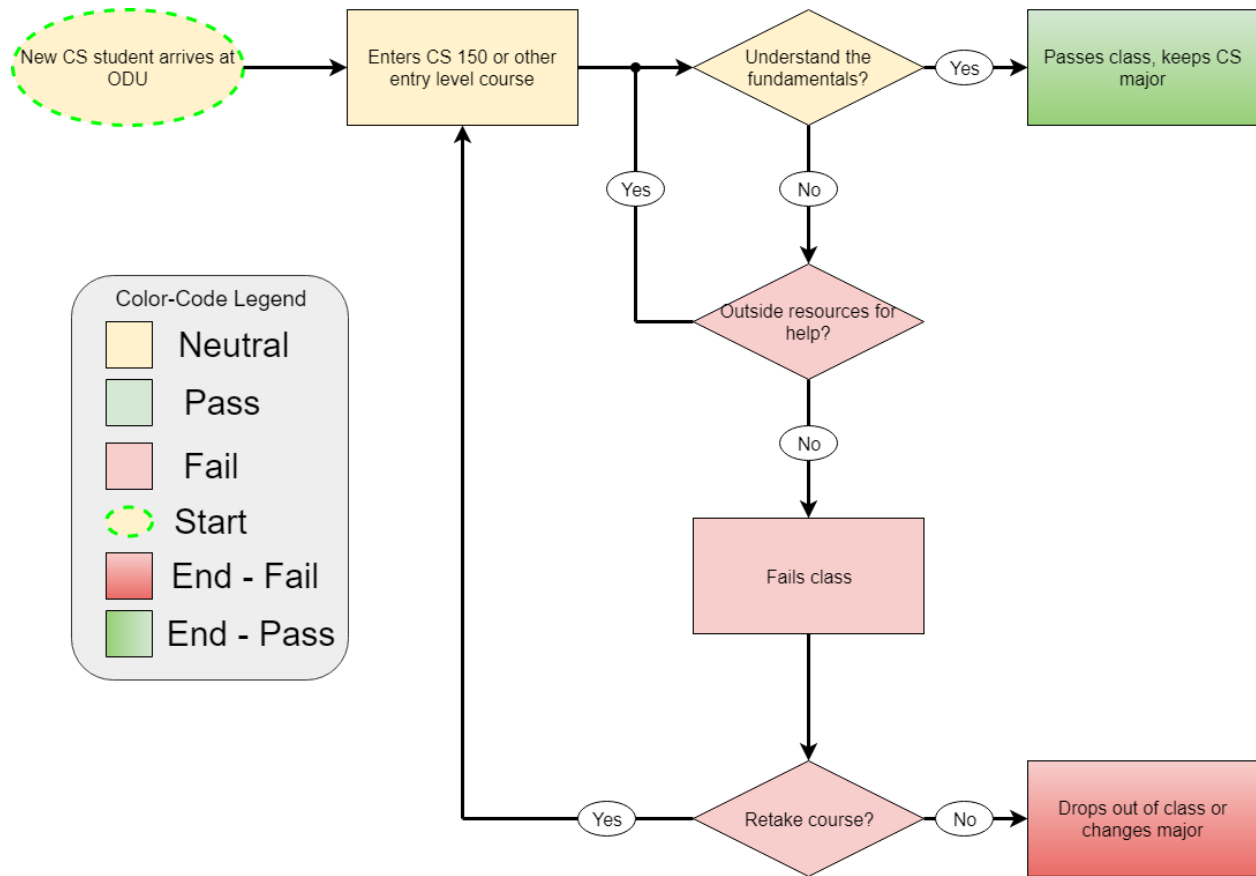 New CS student arrives at
ODU
Enters CS 150 or other
entry level course
Understand the
fundamentals?
Yes
Passes class, keeps CS
major
Yes
No
Outside resources for
help?
No
Fails class
Retake course?
Yes
No
Drops out of class or
changes major
Color-Code Legend
Neutral
Pass
Fail
Start
End - Fail
End - Pass